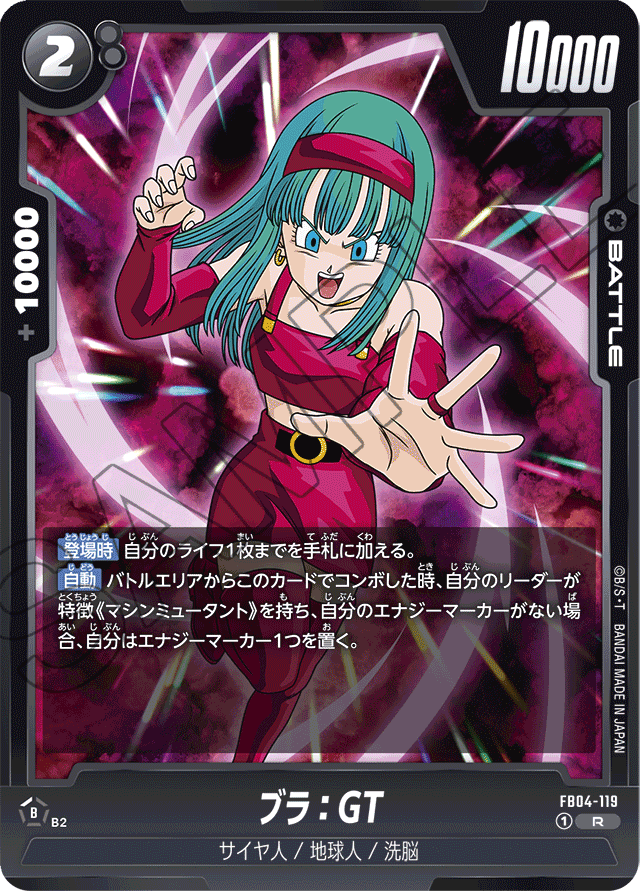 2
10000
+ 10000
BATTLE
SAMPLE
登場時 自分のライフ1枚までを手札に加える。
自動 バトルエリアからこのカードでコンボした時、自分のリーダーが
特徴《マシンミュータント》を持ち、自分のエナジーマーカーがない場
合、自分はエナジーマーカー1つを置く。
©B/S・T BANDAI MADE IN JAPAN
B B2
ブラ:GT
FB04-119
1 R
サイヤ人 / 地球人 / 洗脳